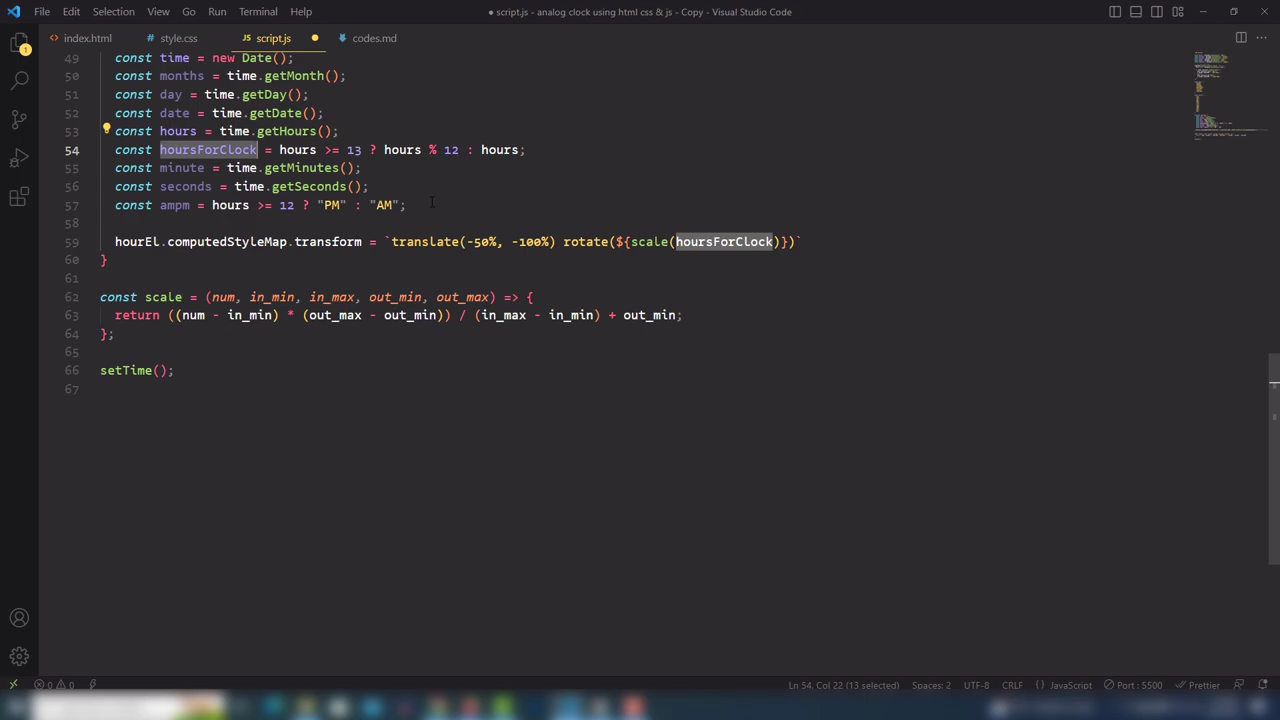 File Edit Selection View Go Run Terminal Help
● script.js - analog clock using html css & js - Copy - Visual Studio Code
index.html
# style.css
JS script.js ●
codes.md
1
49 const time = new Date();
50 const months = time.getMonth();
51 const day = time.getDay();
52 const date = time.getDate();
53 const hours = time.getHours();
54 const hoursForClock = hours >= 13 ? hours % 12 : hours;
55 const minute = time.getMinutes();
56 const seconds = time.getSeconds();
57 const ampm = hours >= 12 ? "PM" : "AM";
58
59 hourEl.computedStyleMap.transform = `translate(-50%, -100%) rotate(${scale(hoursForClock)})`
60 }
61
62 const scale = (num, in_min, in_max, out_min, out_max) => {
63 return ((num - in_min) * (out_max - out_min)) / (in_max - in_min) + out_min;
64 };
65
66 setTime();
67
0 0 Ln 54, Col 22 (13 selected) Spaces: 2 UTF-8 CRLF {} JavaScript Port : 5500 Prettier